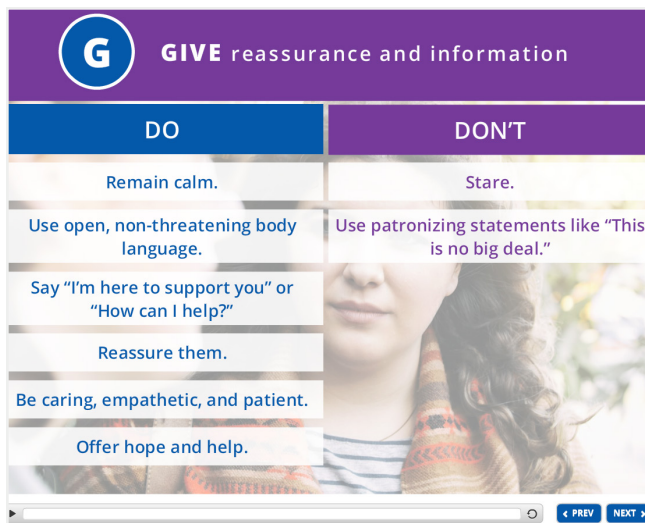 G
GIVE reassurance and information
DO
DON'T
Remain calm.
Stare.
Use open, non-threatening body
language.
Use patronizing statements like “This
is no big deal.”
Say “I’m here to support you” or
“How can I help?”
Reassure them.
Be caring, empathetic, and patient.
Offer hope and help.
PREV
NEXT